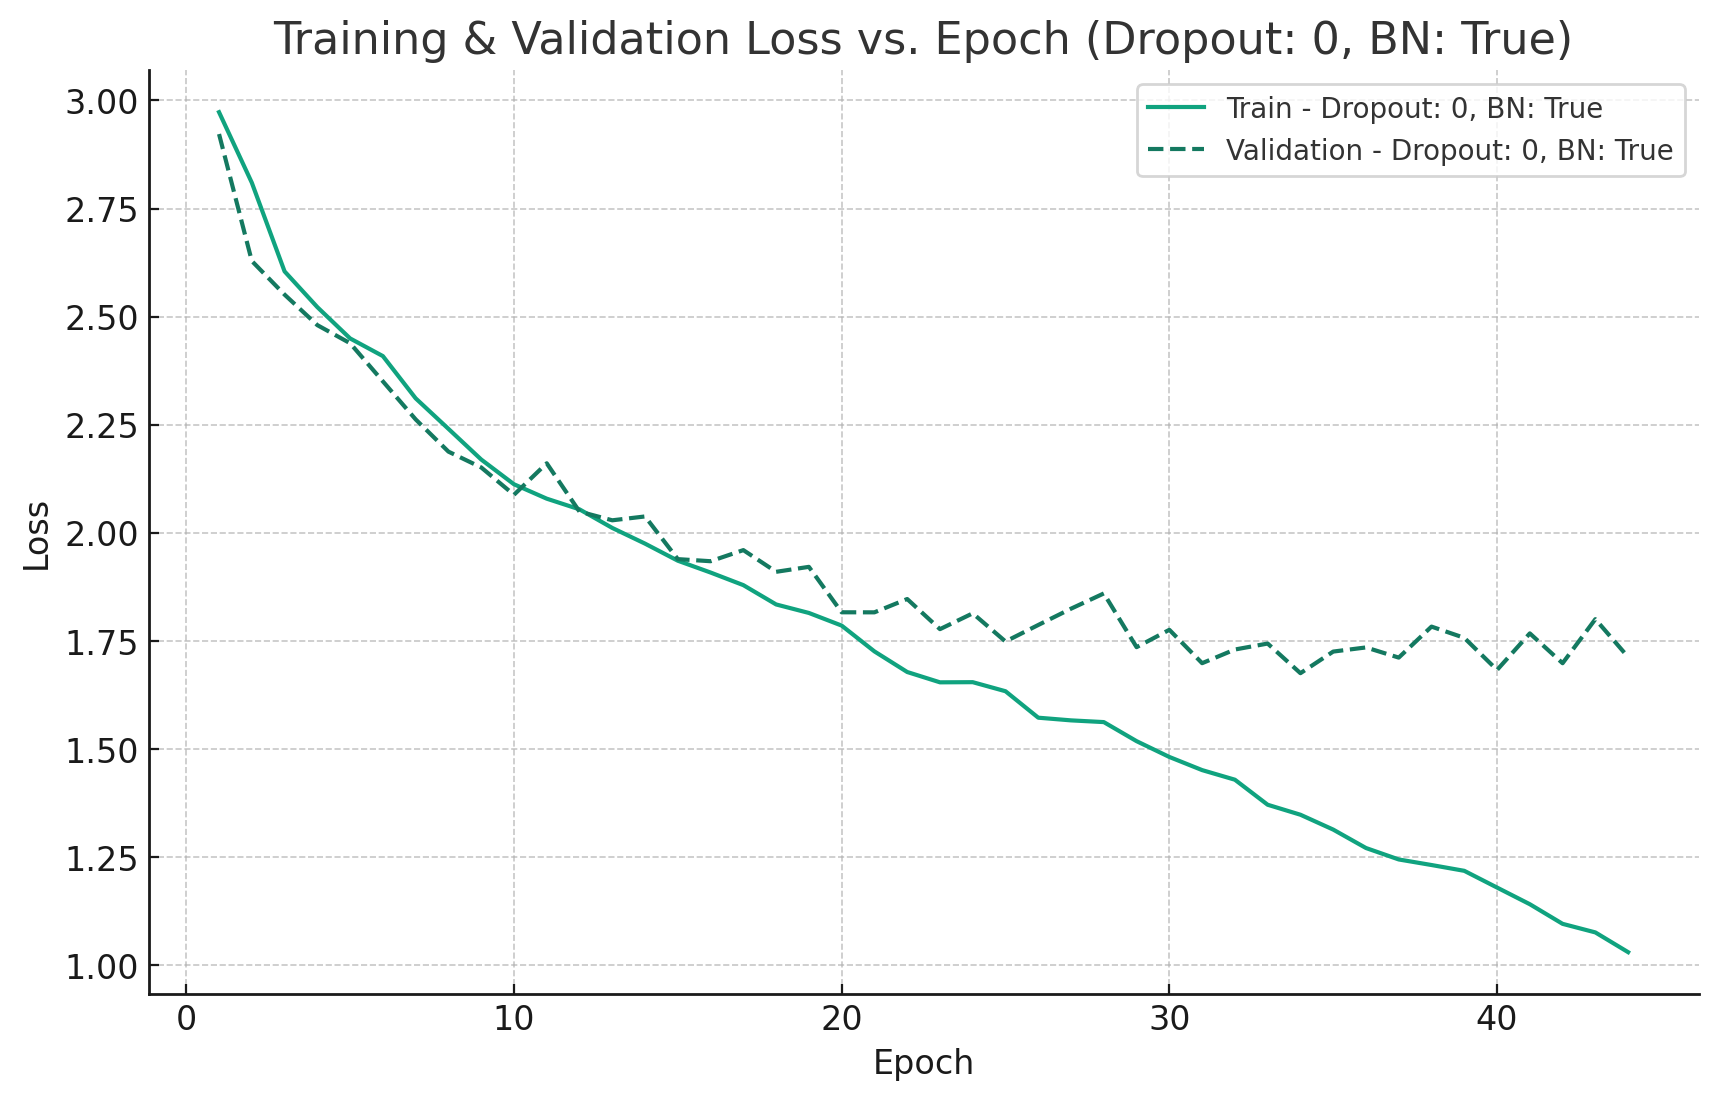 Training & Validation Loss vs. Epoch (Dropout: 0, BN: True)
Train - Dropout: 0, BN: True
Validation - Dropout: 0, BN: True
3.00
2.75
2.50
2.25
2.00
1.75
1.50
1.25
1.00
Loss
0 10 20 30 40
Epoch